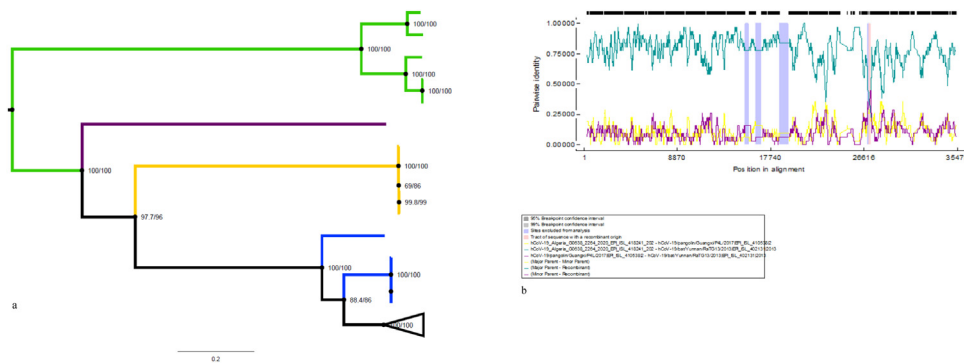 100/100
100/100
100/100
100/100
100/100
69/86
99.8/99
97.7/96
100/100
100/100
100/100
88.4/86
100/100
0.2
a
1.00000
0.75000
0.50000
0.25000
0.00000
Pairwise identity
1
8870
17740
26616
3547
Position in alignment
95% Breakpoint confidence interval
99% Breakpoint confidence interval
Sites excluded from analysis
Tract of sequence with a recombinant origin
(Major Parent - Minor Parent)
(Major Parent - Recombinant)
(Minor Parent - Recombinant)
b